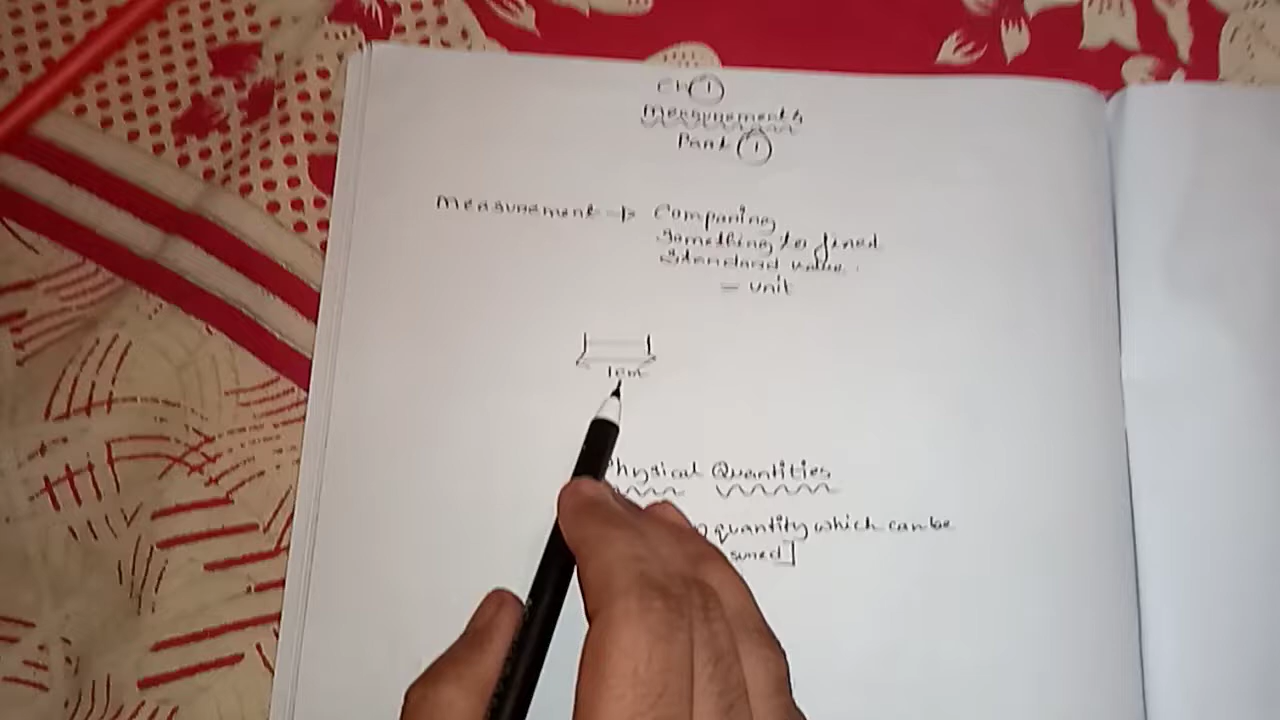 Ch ①
Measurements
Part ①
Measurement → Comparing
Something to fixed
Standard value.
= unit
1cm
Physical Quantities
quantity which can be
sured]